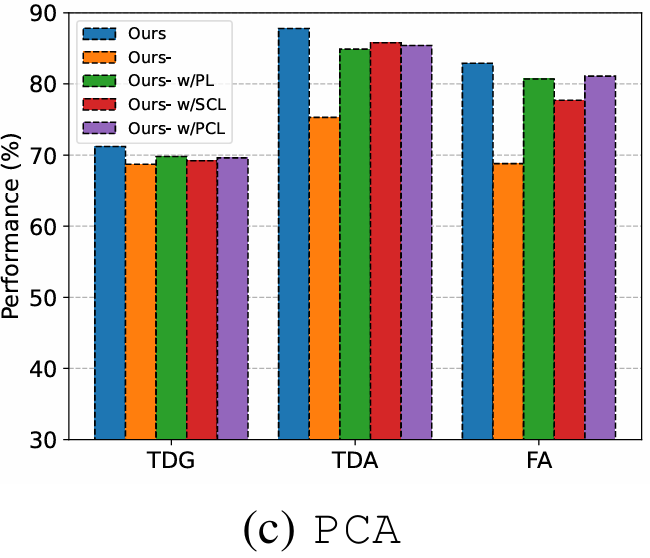 Performance (%)
90
80
70
60
50
40
30
Ours
Ours-
Ours- w/PL
Ours- w/SCL
Ours- w/PCL
TDG TDA FA
(c) PCA